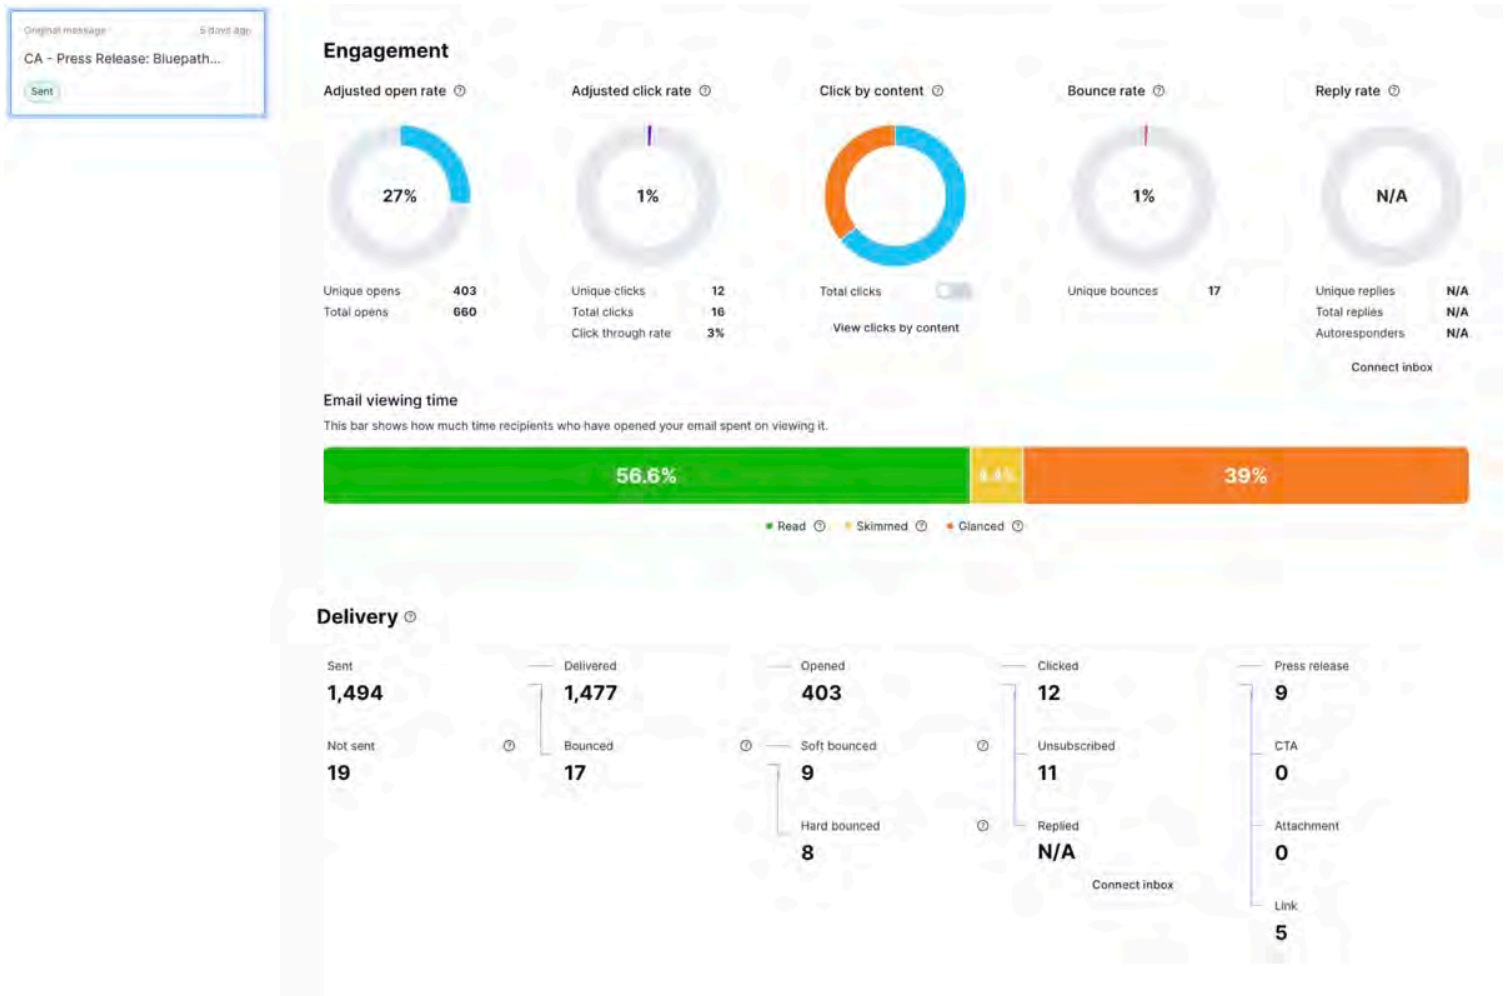 Original message 5 days ago
CA - Press Release: Bluepath...
Sent
Engagement
Adjusted open rate Adjusted click rate Click by content Bounce rate Reply rate
27% 1% 1% N/A
Unique opens 403 Unique clicks 12 Total clicks Unique bounces 17 Unique replies N/A
Total opens 660 Total clicks 16 Total replies N/A
View clicks by content
Click through rate 3% Autoresponders N/A
Connect inbox
Email viewing time
This bar shows how much time recipients who have opened your email spent on viewing it.
56.6% 4.4% 39%
Read Skimmed Glanced
Delivery
Sent Delivered Opened Clicked Press release
1,494 1,477 403 12 9
Not sent Bounced Soft bounced Unsubscribed CTA
19 17 9 11 0
Hard bounced Replied Attachment
8 N/A 0
Connect inbox
Link
5